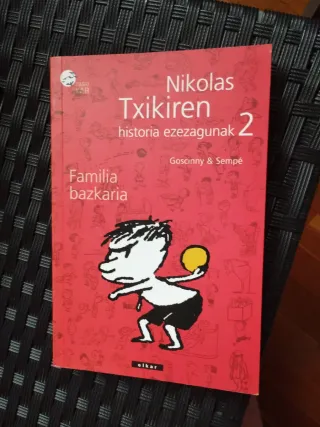 Nikolas
Txikiren
historia ezezagunak 2
Goscinny & Sempé
Familia
bazkaria
elkar